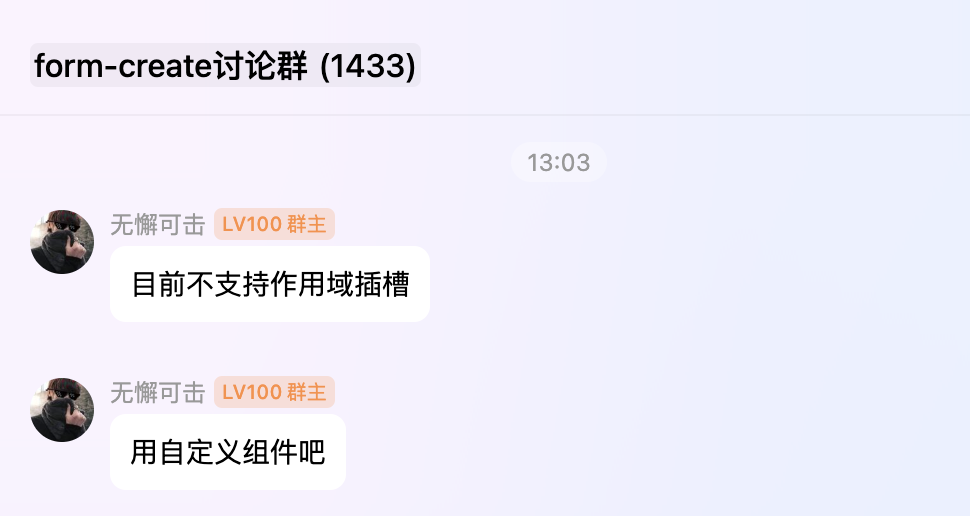 form-create讨论群 (1433)
13:03
无懈可击 LV100 群主
目前不支持作用域插槽
无懈可击 LV100 群主
用自定义组件吧